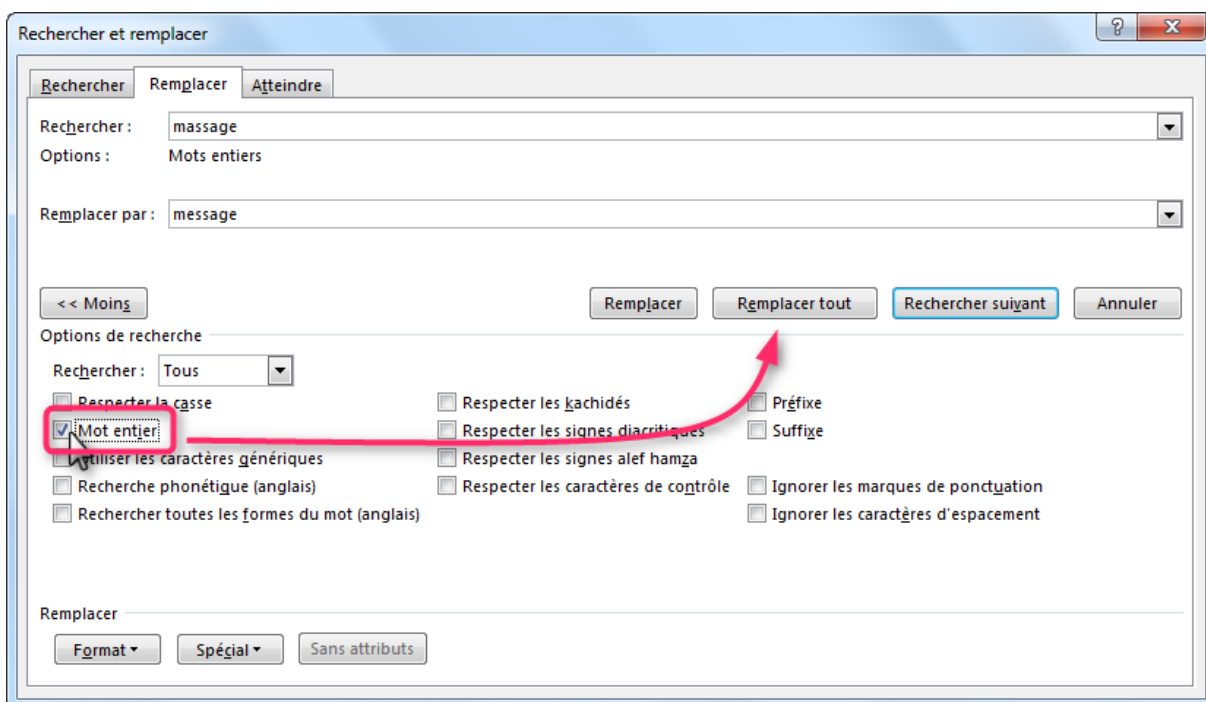 Rechercher et remplacer
Rechercher Remplacer Atteindre
Rechercher : massage
Options : Mots entiers
Remplacer par : message
<< Moins Remplacer Remplacer tout Rechercher suivant Annuler
Options de recherche
Rechercher : Tous
Respecter la casse Respecter les kachidés Préfixe
Mot entier Respecter les signes diacritiques Suffixe
Utiliser les caractères génériques Respecter les signes alef hamza
Recherche phonétique (anglais) Respecter les caractères de contrôle Ignorer les marques de ponctuation
Rechercher toutes les formes du mot (anglais) Ignorer les caractères d'espacement
Remplacer
Format Spécial Sans attributs